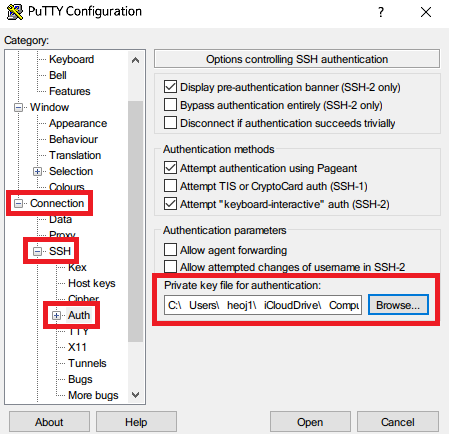 PuTTY Configuration
Category:
Keyboard
Bell
Features
Window
Appearance
Behaviour
Translation
Selection
Colours
Connection
Data
Proxy
SSH
Kex
Host keys
Cipher
Auth
TTY
X11
Tunnels
Bugs
More bugs
Options controlling SSH authentication
Display pre-authentication banner (SSH-2 only)
Bypass authentication entirely (SSH-2 only)
Disconnect if authentication succeeds trivially
Authentication methods
Attempt authentication using Pageant
Attempt TIS or CryptoCard auth (SSH-1)
Attempt "keyboard-interactive" auth (SSH-2)
Authentication parameters
Allow agent forwarding
Allow attempted changes of username in SSH-2
Private key file for authentication:
C:\ Users\ heoj1\ iCloudDrive\ Compu
Browse...
About
Help
Open
Cancel